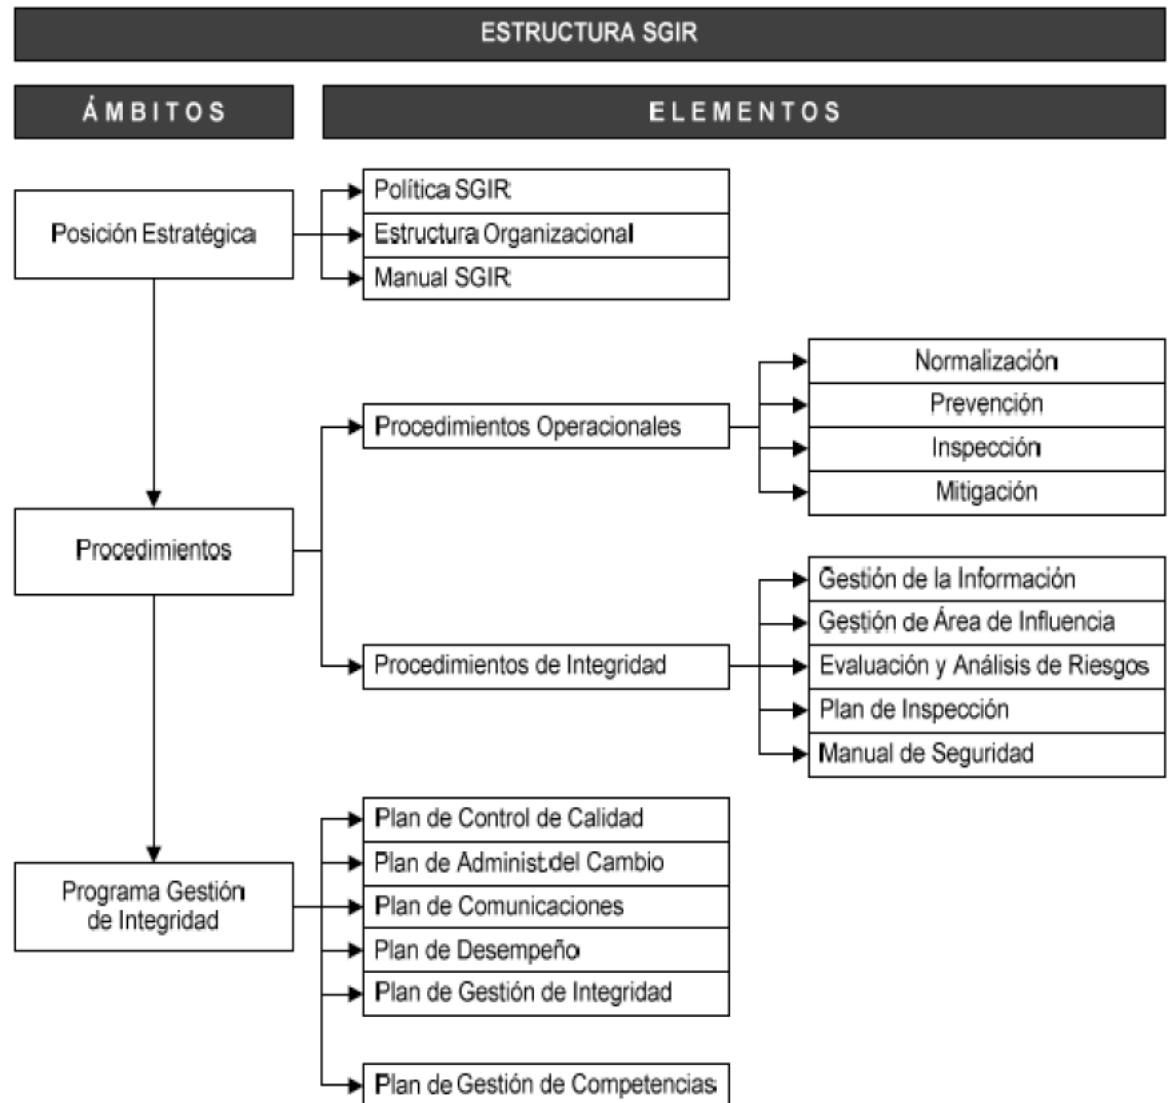 ESTRUCTURA SGIR
ÁMBITOS
ELEMENTOS
Posición Estratégica
Política SGIR
Estructura Organizacional
Manual SGIR
Procedimientos
Procedimientos Operacionales
Normalización
Prevención
Inspección
Mitigación
Procedimientos de Integridad
Gestión de la Información
Gestión de Área de Influencia
Evaluación y Análisis de Riesgos
Plan de Inspección
Manual de Seguridad
Programa Gestión
de Integridad
Plan de Control de Calidad
Plan de Administ.del Cambio
Plan de Comunicaciones
Plan de Desempeño
Plan de Gestión de Integridad
Plan de Gestión de Competencias